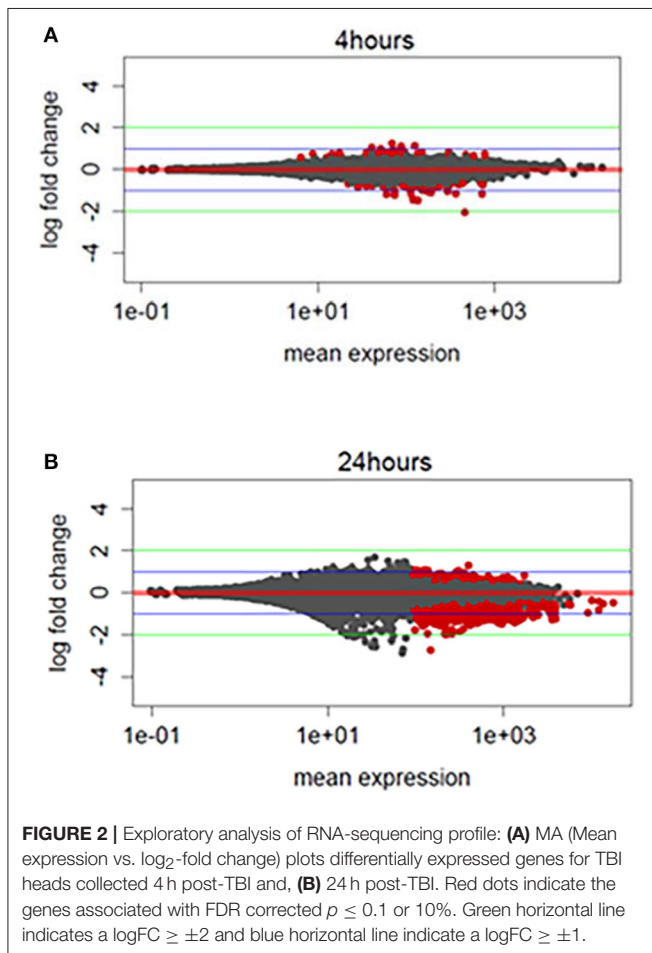 A
4hours
4
2
0
-2
-4
log fold change
1e-01 1e+01 1e+03
mean expression
B
24hours
4
2
0
-2
-4
log fold change
1e-01 1e+01 1e+03
mean expression
FIGURE 2 | Exploratory analysis of RNA-sequencing profile: (A) MA (Mean
expression vs. log₂-fold change) plots differentially expressed genes for TBI
heads collected 4 h post-TBI and, (B) 24 h post-TBI. Red dots indicate the
genes associated with FDR corrected p ≤ 0.1 or 10%. Green horizontal line
indicates a logFC ≥ ±2 and blue horizontal line indicate a logFC ≥ ±1.